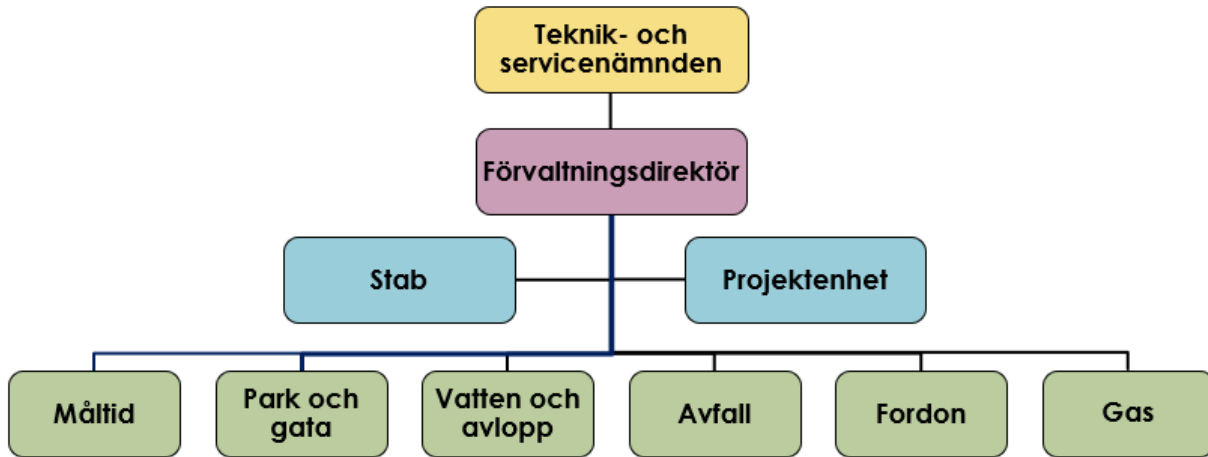 Teknik- och
servicenämnden
Förvaltningsdirektör
Stab
Projektenhet
Måltid
Park och
gata
Vatten och
avlopp
Avfall
Fordon
Gas